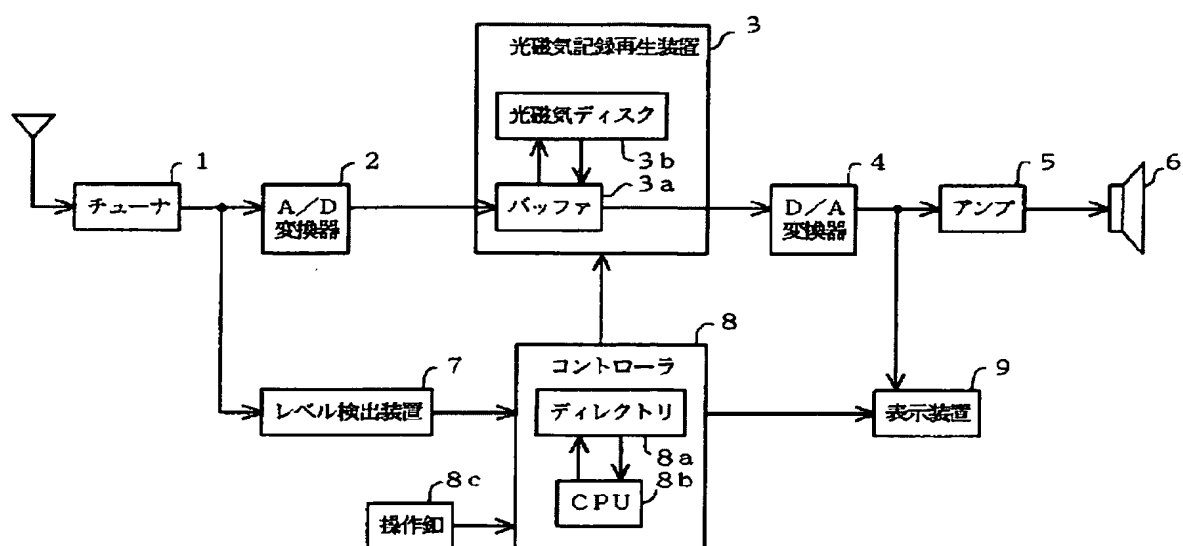 光磁気記録再生装置
3
光磁気ディスク
3b
3a
バッファ
1
チューナ
2
A/D
変換器
4
D/A
変換器
5
アンプ
6
7
レベル検出装置
8
コントローラ
ディレクトリ
8a
8b
CPU
8c
操作釦
9
表示装置